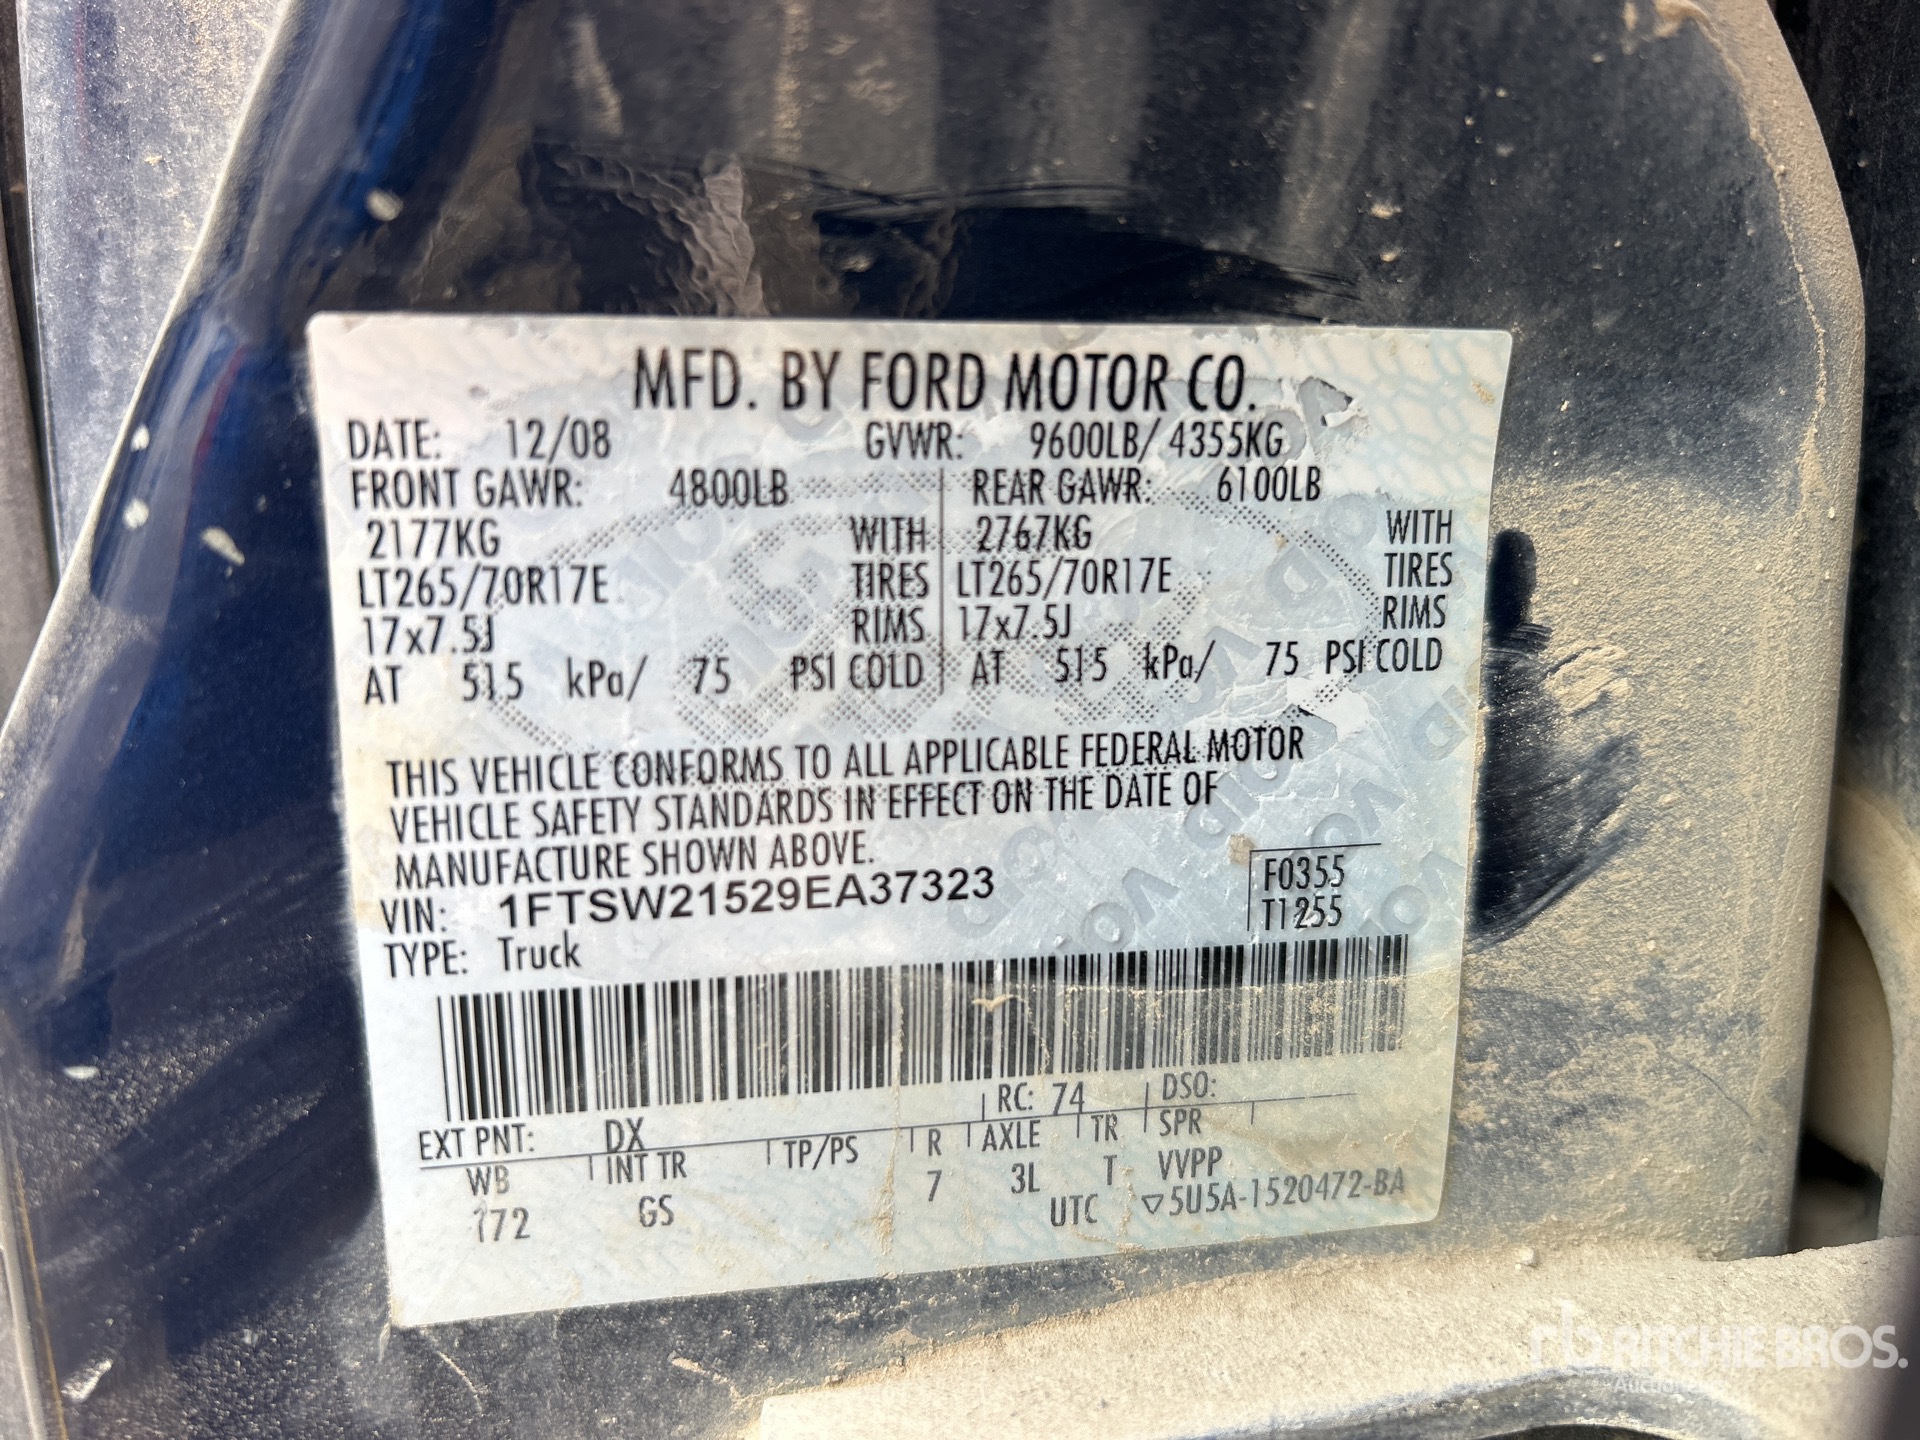 MFD. BY FORD MOTOR CO.
DATE: 12/08 GVWR: 9600LB/ 4355KG
FRONT GAWR: 4800LB REAR GAWR: 6100LB
2177KG WITH 2767KG WITH
LT265/70R17E TIRES LT265/70R17E TIRES
17x7.5J RIMS 17x7.5J RIMS
AT 515 kPa/ 75 PSI COLD AT 515 kPa/ 75 PSI COLD
THIS VEHICLE CONFORMS TO ALL APPLICABLE FEDERAL MOTOR
VEHICLE SAFETY STANDARDS IN EFFECT ON THE DATE OF
MANUFACTURE SHOWN ABOVE.
VIN: 1FTSW21529EA37323 F0355
TYPE: Truck T1255
RC: 74 DSO:
EXT PNT: DX
WB INT TR TP/PS R AXLE TR SPR
172 GS 7 3L T VVPP
UTC ▽5U5A-1520472-BA
rb RITCHIE BROS.